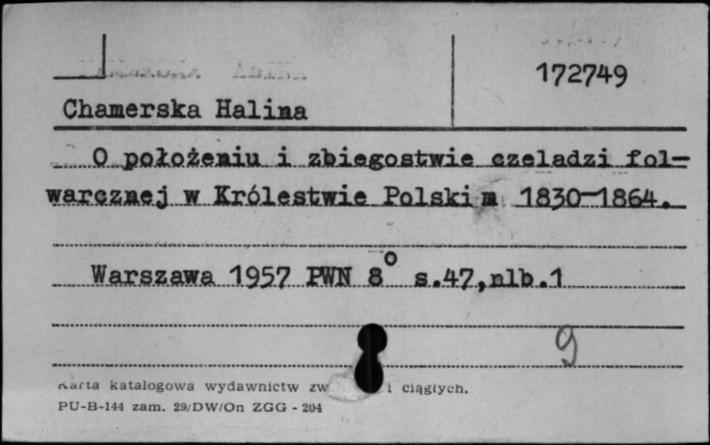 172749
Chamerska Halina
O położeniu i zbiegostwie czeladzi fol=
warcznej w Królestwie Polskim 1830-1864.
Warszawa 1957 PWN 8° s.47,nlb.1
9
Karta katalogowa wydawnictw zw i ciągłych.
PU-B-144 zam. 29/DW/On ZGG - 204